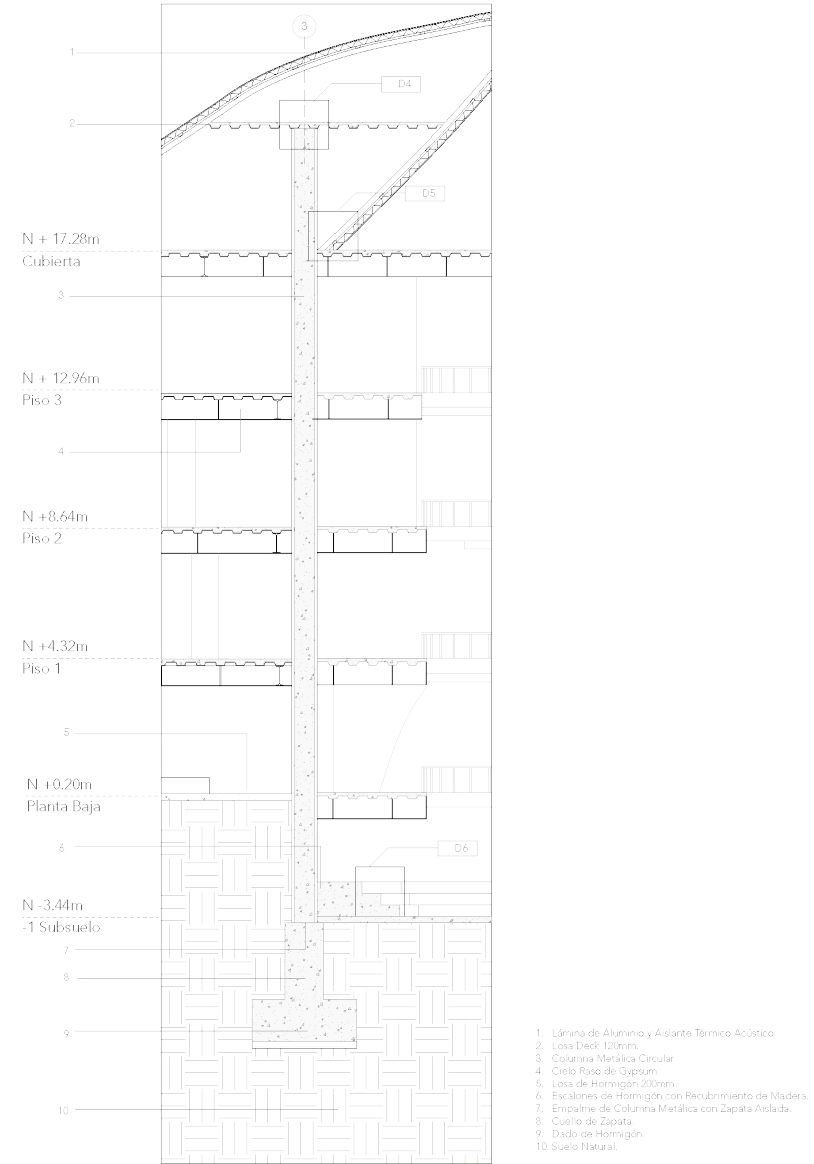 3
1
D4
2
D5
N + 17.28m
Cubierta
3
N + 12.96m
Piso 3
4
N +8.64m
Piso 2
N +4.32m
Piso 1
5
N +0.20m
Planta Baja
6
D6
N -3.44m
-1 Subsuelo
7
8
9
10
1. Lámina de Aluminio y Aislante Térmico Acústico
2. Losa Deck 120mm.
3. Columna Metálica Circular
4. Cielo Raso de Gypsum
5. Losa de Hormigón 200mm.
6. Escalones de Hormigón con Recubrimiento de Madera.
7. Empalme de Columna Metálica con Zapata Aislada.
8. Cuello de Zapata.
9. Dado de Hormigón.
10. Suelo Natural.